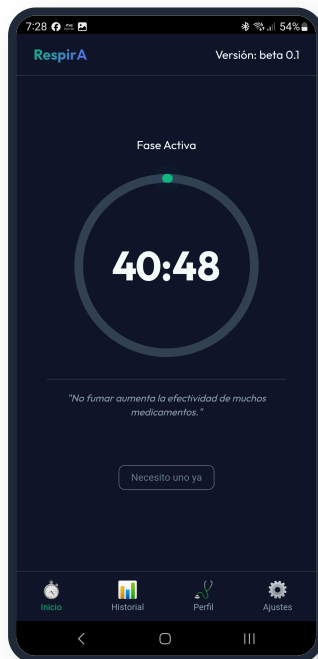 7:28
54%
RespirA
Versión: beta 0.1
Fase Activa
40:48
"No fumar aumenta la efectividad de muchos
medicamentos."
Necesito uno ya
Inicio
Historial
Perfil
Ajustes